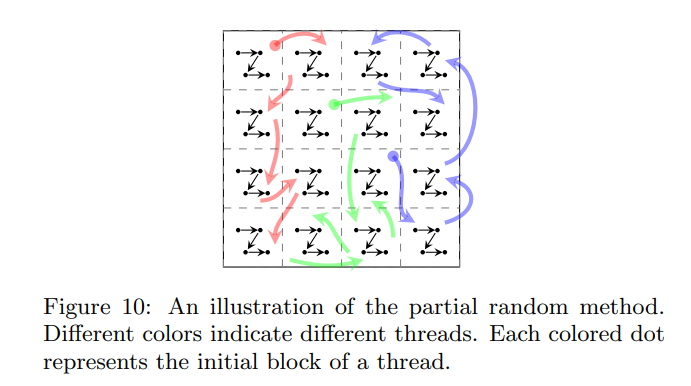 Figure 10: An illustration of the partial random method.
Different colors indicate different threads. Each colored dot
represents the initial block of a thread.